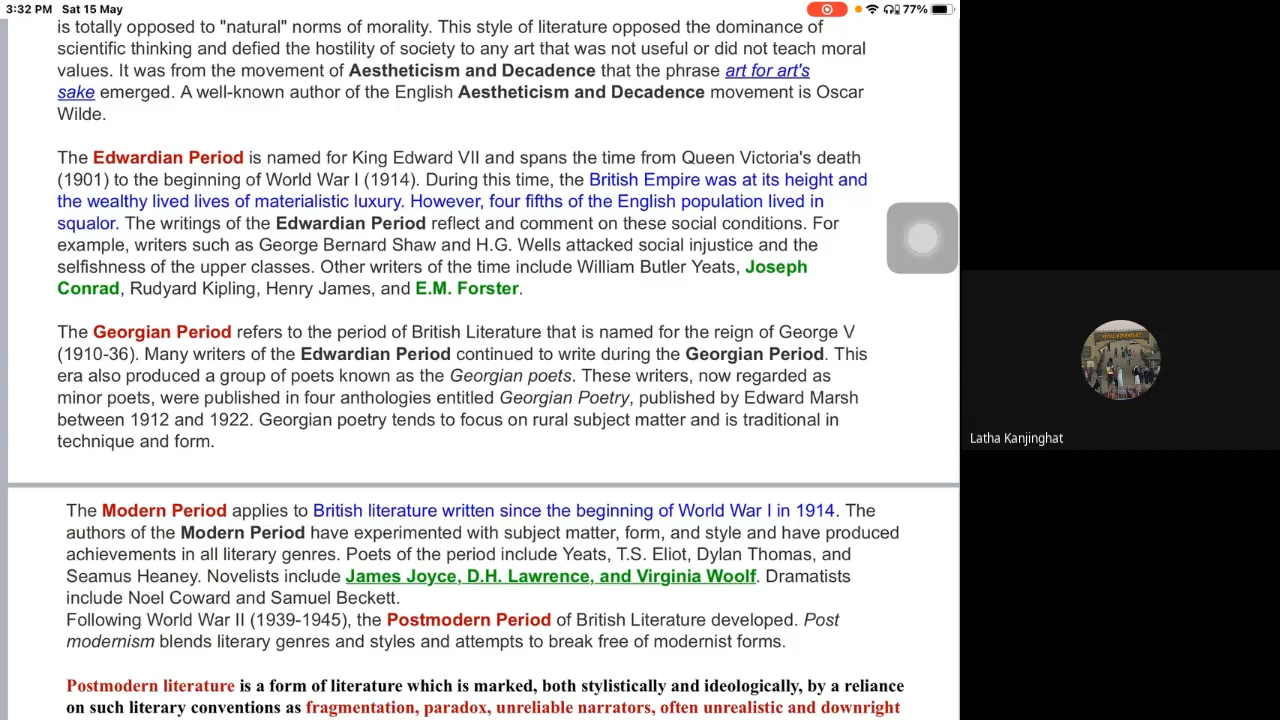 3:32 PM Sat 15 May
77%
is totally opposed to "natural" norms of morality. This style of literature opposed the dominance of
scientific thinking and defied the hostility of society to any art that was not useful or did not teach moral
values. It was from the movement of Aestheticism and Decadence that the phrase art for art's
sake emerged. A well-known author of the English Aestheticism and Decadence movement is Oscar
Wilde.
The Edwardian Period is named for King Edward VII and spans the time from Queen Victoria's death
(1901) to the beginning of World War I (1914). During this time, the British Empire was at its height and
the wealthy lived lives of materialistic luxury. However, four fifths of the English population lived in
squalor. The writings of the Edwardian Period reflect and comment on these social conditions. For
example, writers such as George Bernard Shaw and H.G. Wells attacked social injustice and the
selfishness of the upper classes. Other writers of the time include William Butler Yeats, Joseph
Conrad, Rudyard Kipling, Henry James, and E.M. Forster.
The Georgian Period refers to the period of British Literature that is named for the reign of George V
(1910-36). Many writers of the Edwardian Period continued to write during the Georgian Period. This
era also produced a group of poets known as the Georgian poets. These writers, now regarded as
minor poets, were published in four anthologies entitled Georgian Poetry, published by Edward Marsh
between 1912 and 1922. Georgian poetry tends to focus on rural subject matter and is traditional in
technique and form.
The Modern Period applies to British literature written since the beginning of World War I in 1914. The
authors of the Modern Period have experimented with subject matter, form, and style and have produced
achievements in all literary genres. Poets of the period include Yeats, T.S. Eliot, Dylan Thomas, and
Seamus Heaney. Novelists include James Joyce, D.H. Lawrence, and Virginia Woolf. Dramatists
include Noel Coward and Samuel Beckett.
Following World War II (1939-1945), the Postmodern Period of British Literature developed. Post
modernism blends literary genres and styles and attempts to break free of modernist forms.
Postmodern literature is a form of literature which is marked, both stylistically and ideologically, by a reliance
on such literary conventions as fragmentation, paradox, unreliable narrators, often unrealistic and downright
Latha Kanjinghat